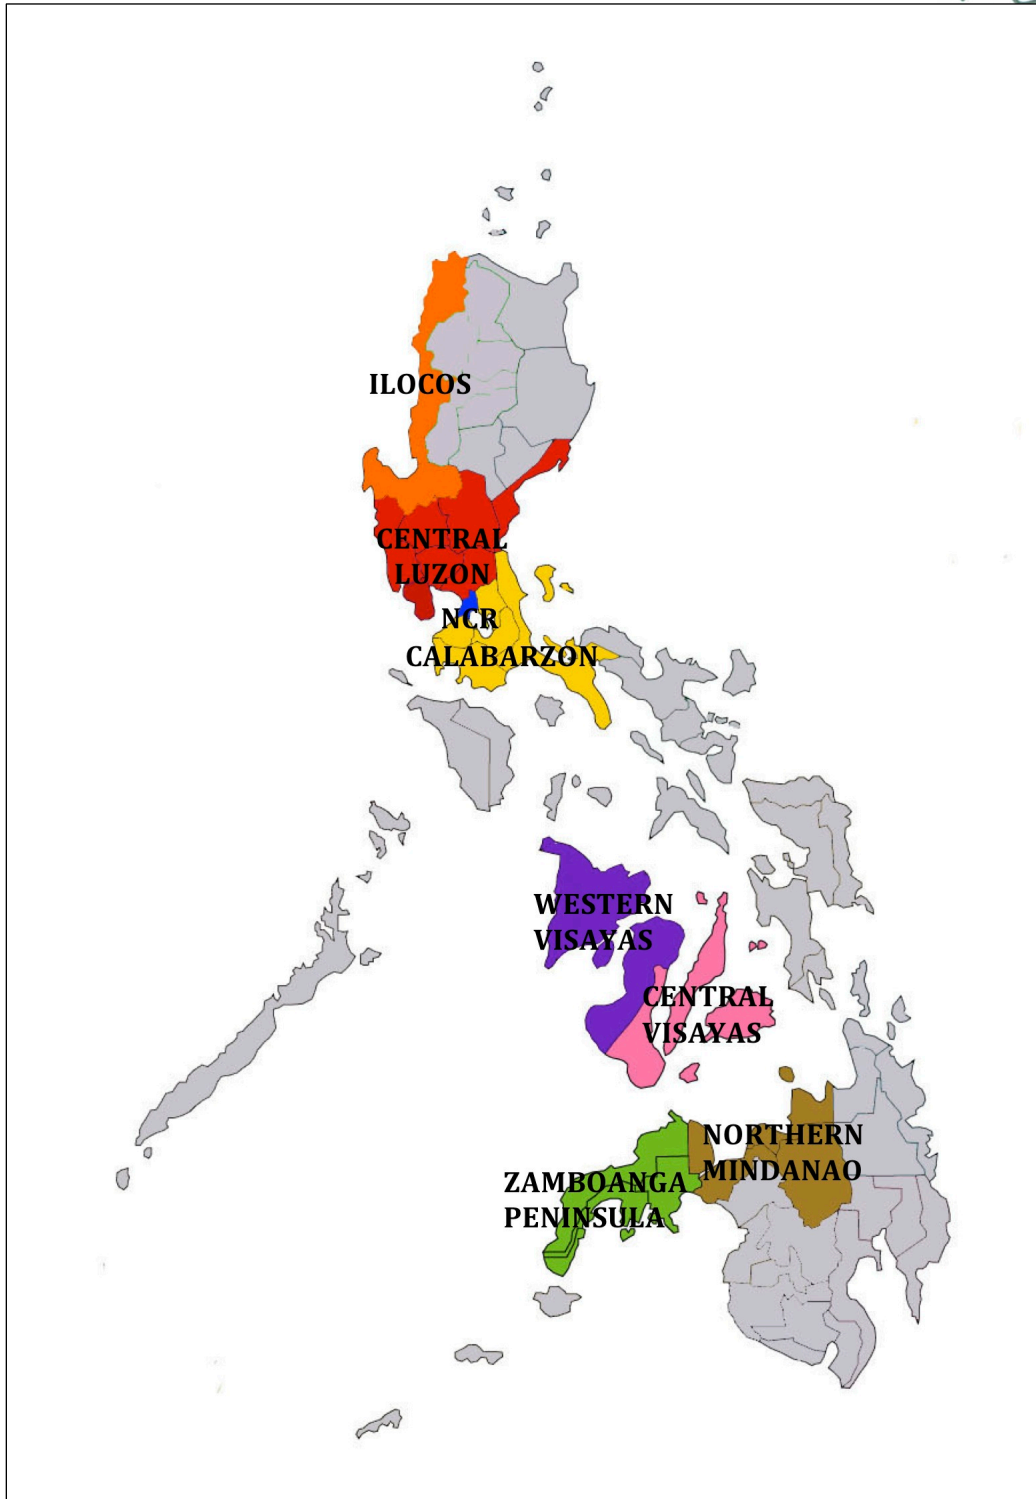 ILOCOS
CENTRAL
LUZON
NCR
CALABARZON
WESTERN
VISAYAS
CENTRAL
VISAYAS
NORTHERN
MINDANAO
ZAMBOANGA
PENINSULA